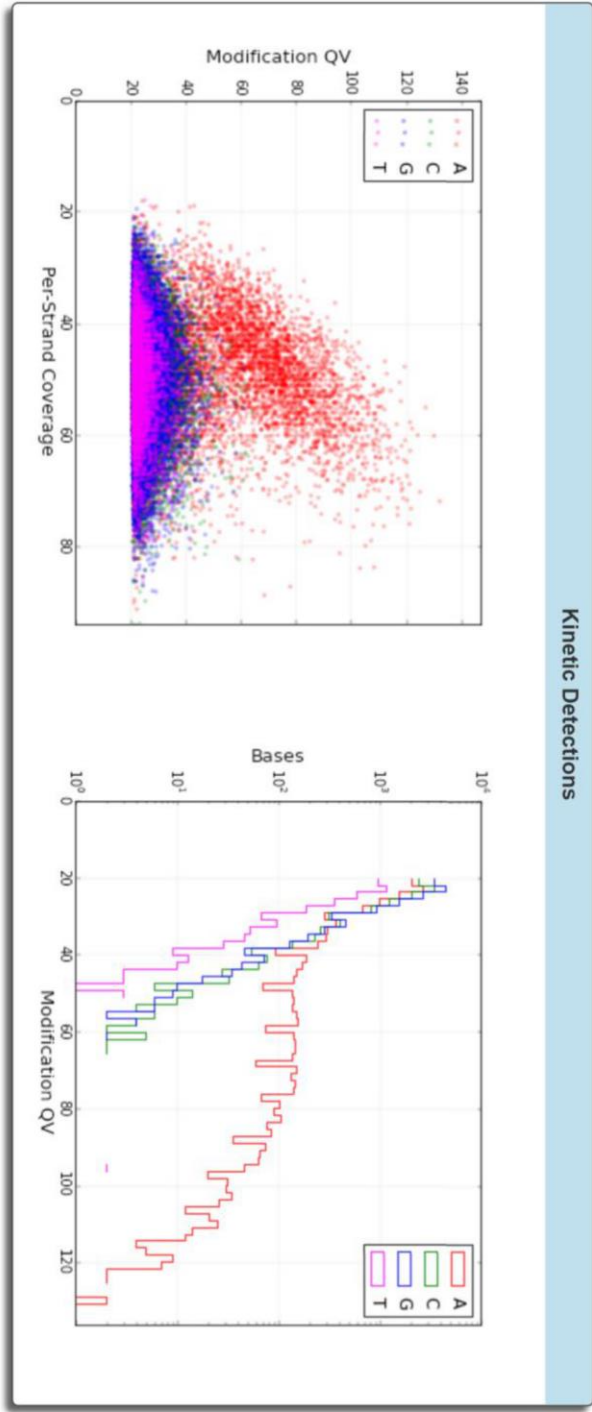 Kinetic Detections
Modification QV
140
120
100
80
60
40
20
0
0
20
40
60
80
Per-Strand Coverage
A
C
G
T
Bases
10⁴
10³
10²
10¹
10⁰
0
20
40
60
80
100
120
Modification QV
A
C
G
T